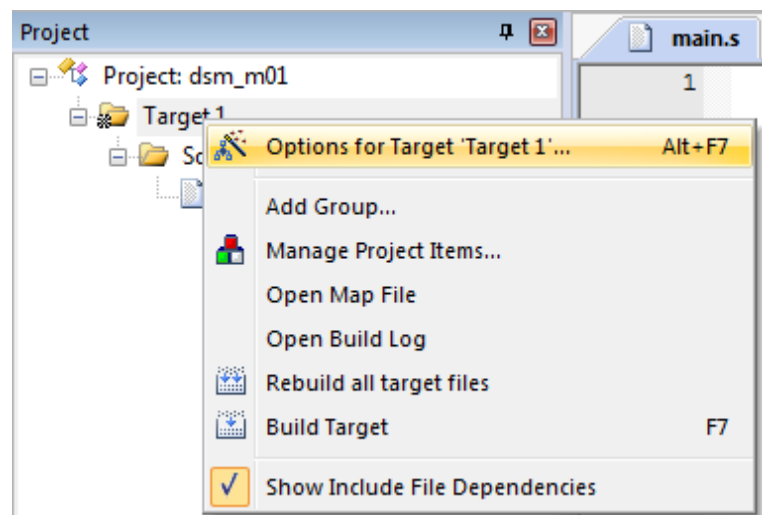 Project
main.s
Project: dsm_m01
1
Target 1
Options for Target 'Target 1'... Alt+F7
Add Group...
Manage Project Items...
Open Map File
Open Build Log
Rebuild all target files
Build Target F7
Show Include File Dependencies